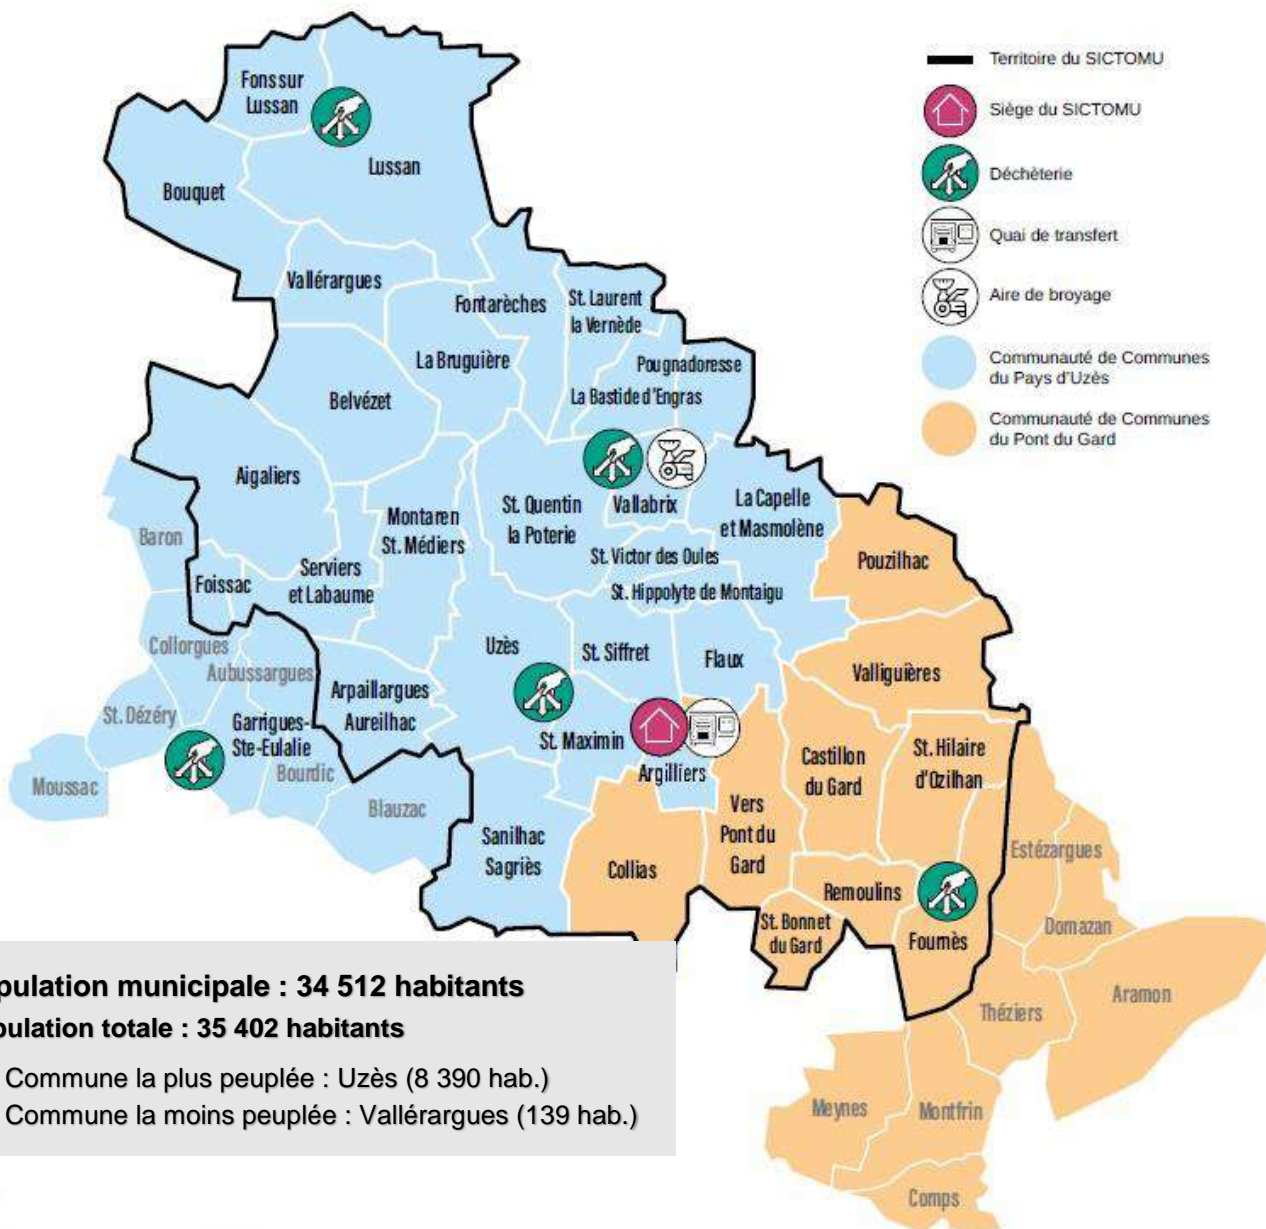 Territoire du SICTOMU
Siège du SICTOMU
Déchèterie
Quai de transfert
Aire de broyage
Communauté de Communes
du Pays d'Uzès
Communauté de Communes
du Pont du Gard
Fons sur
Lussan
Lussan
Bouquet
Vallérargues
Fontarèches
St. Laurent
la Vernède
La Bruguière
Pougnadoresse
Belvézet
La Bastide d'Engras
Aigaliers
St. Quentin
la Poterie
Vallabrix
La Capelle
et Masmolène
Montaren
St. Médiers
Baron
St. Victor des Oules
Pouzilhac
Foissac
Serviers
et Labaume
St. Hippolyte de Montaigu
Collorgues
Aubussargues
Uzès
St. Siffret
Flaux
Valliguières
Arpaillargues
Aureilhac
St. Dézéry
Garrigues-
Ste-Eulalie
St. Maximin
Argilliers
Castillon
du Gard
St. Hilaire
d'Ozilhan
Moussac
Bourdic
Blauzac
Vers
Pont du
Gard
Sanilhac
Sagriès
Collias
Estézargues
Remoulins
St. Bonnet
du Gard
Fournès
Domazan
Aramon
Théziers
Meynes
Montfrin
Comps
pulation municipale : 34 512 habitants
pulation totale : 35 402 habitants
Commune la plus peuplée : Uzès (8 390 hab.)
Commune la moins peuplée : Vallérargues (139 hab.)